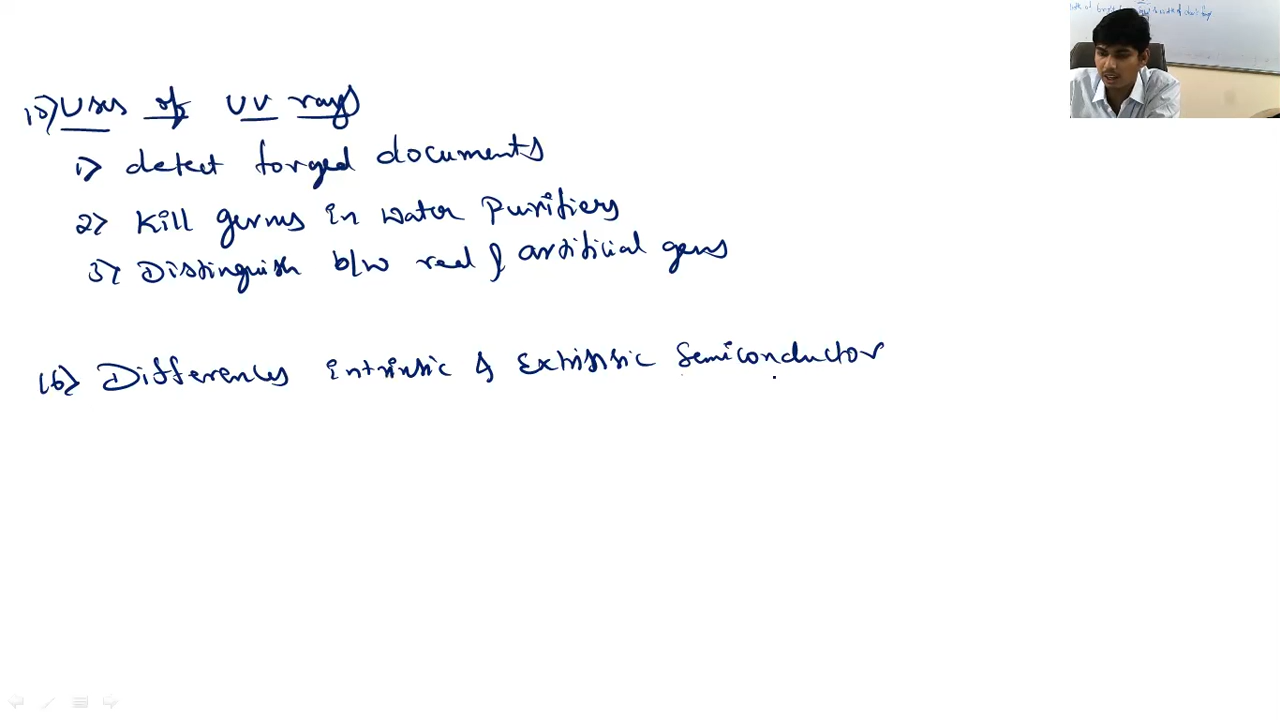 15) Uses of UV rays
1) detect forged documents
2) Kill germs in water Purifiers
3) Distinguish b/w real & artificial gems
16) Differences intrinsic & Extrinsic Semiconductor